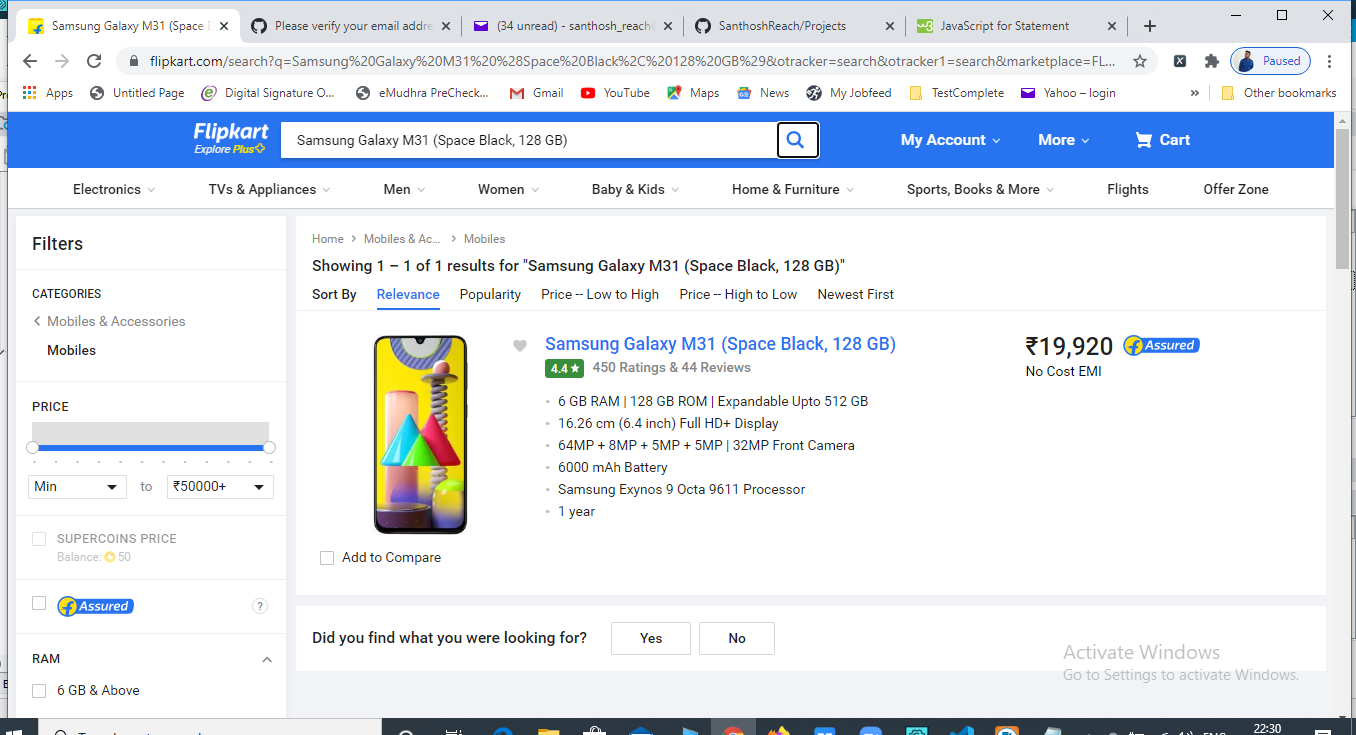 Samsung Galaxy M31 (Space
Please verify your email addre
(34 unread) - santhosh_reach@
SanthoshReach/Projects
JavaScript for Statement
flipkart.com/search?q=Samsung%20Galaxy%20M31%20%28Space%20Black%2C%20128%20GB%29&otracker=search&otracker1=search&marketplace=FL...
Paused
Apps
Untitled Page
Digital Signature O...
eMudhra PreCheck...
Gmail
YouTube
Maps
News
My Jobfeed
TestComplete
Yahoo – login
»
Other bookmarks
Flipkart
Explore Plus
Samsung Galaxy M31 (Space Black, 128 GB)
My Account
More
Cart
Electronics
TVs & Appliances
Men
Women
Baby & Kids
Home & Furniture
Sports, Books & More
Flights
Offer Zone
Filters
CATEGORIES
Mobiles & Accessories
Mobiles
PRICE
Min to ₹50000+
SUPERCOINS PRICE
Balance: 50
Assured ?
RAM
6 GB & Above
Home > Mobiles & Ac... > Mobiles
Showing 1 – 1 of 1 results for "Samsung Galaxy M31 (Space Black, 128 GB)"
Sort By Relevance Popularity Price -- Low to High Price -- High to Low Newest First
Samsung Galaxy M31 (Space Black, 128 GB)
4.4 ★ 450 Ratings & 44 Reviews
6 GB RAM | 128 GB ROM | Expandable Upto 512 GB
16.26 cm (6.4 inch) Full HD+ Display
64MP + 8MP + 5MP + 5MP | 32MP Front Camera
6000 mAh Battery
Samsung Exynos 9 Octa 9611 Processor
1 year
₹19,920 Assured
No Cost EMI
Add to Compare
Did you find what you were looking for? Yes No
Activate Windows
Go to Settings to activate Windows.
22:30